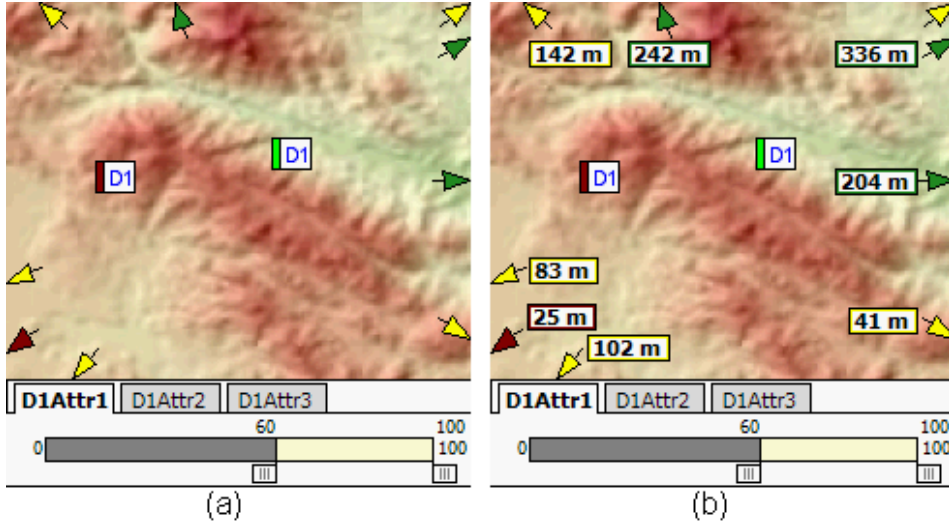 D1
D1
D1Attr1 D1Attr2 D1Attr3
60 100
0 100
(a)
142 m 242 m 336 m
D1
D1
204 m
83 m
25 m 41 m
102 m
D1Attr1 D1Attr2 D1Attr3
60 100
0 100
(b)